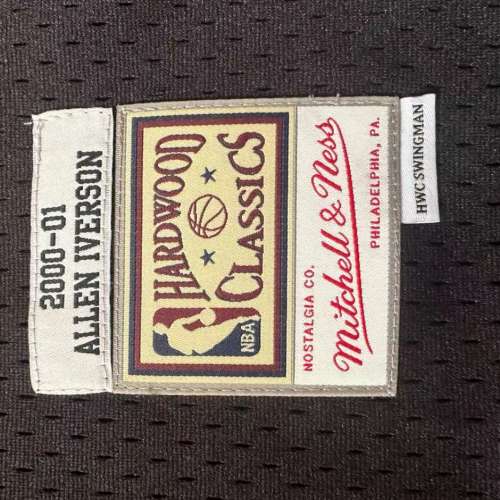 2000-01
ALLEN IVERSON
HARDWOOD
CLASSICS
NBA
NOSTALGIA CO.
Mitchell & Ness
PHILADELPHIA, PA.
HWC SWINGMAN